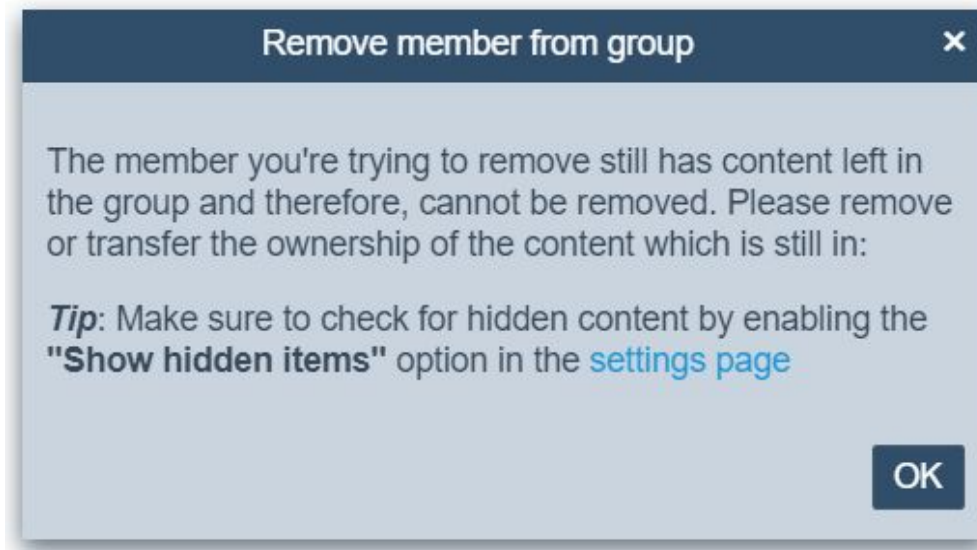 Remove member from group ×
The member you're trying to remove still has content left in
the group and therefore, cannot be removed. Please remove
or transfer the ownership of the content which is still in:
Tip: Make sure to check for hidden content by enabling the
"Show hidden items" option in the settings page
OK